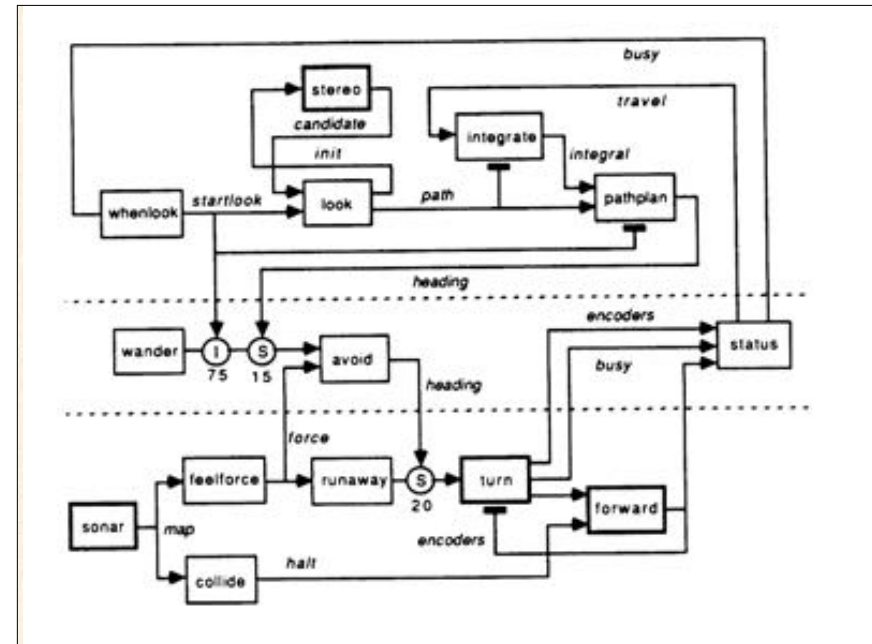 busy
stereo
travel
candidate
integrate
init
integral
startlook
look
path
pathplan
whenlook
heading
encoders
wander
I
S
avoid
status
75
15
busy
heading
force
feelforce
runaway
S
turn
20
forward
sonar
map
encoders
halt
collide